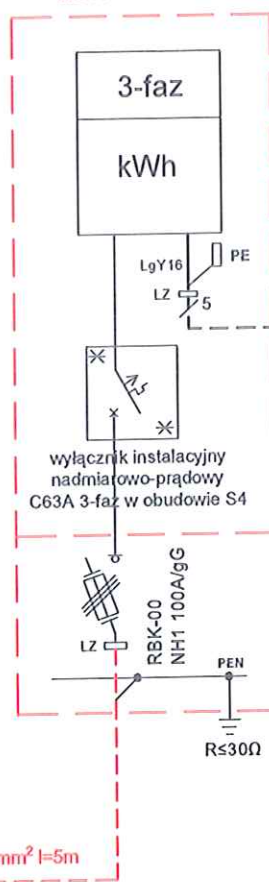 3-faz
kWh
LgY16
PE
LZ
5
wyłącznik instalacyjny
nadmiarowo-prądowy
C63A 3-faz w obudowie S4
RBK-00
NH1 100A/gG
LZ
PEN
R≤30Ω
mm² l=5m